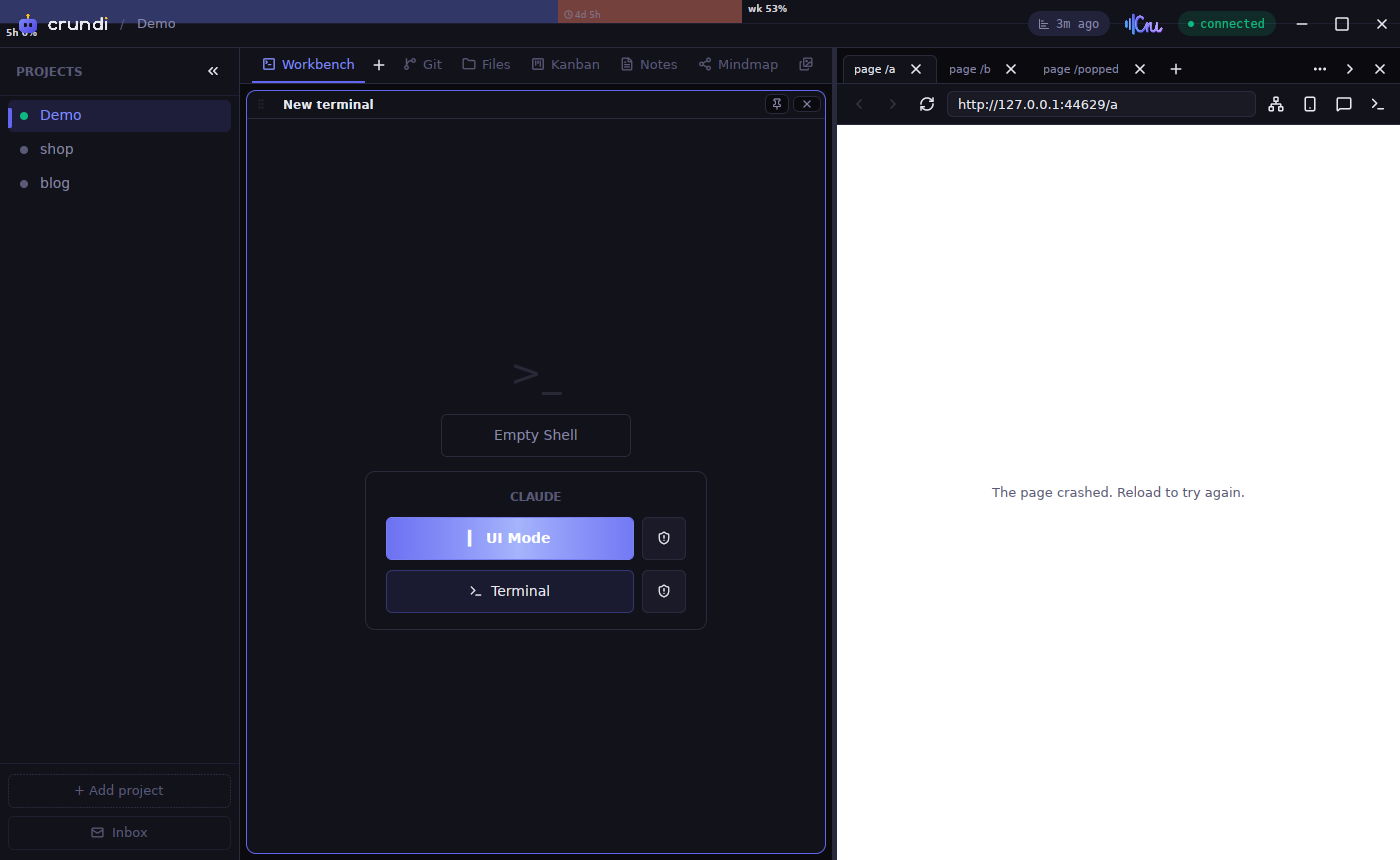 4d 5h
wk 53%
crundi / Demo
3m ago
Cru
connected
PROJECTS
Workbench
Git
Files
Kanban
Notes
Mindmap
page /a
page /b
page /popped
New terminal
http://127.0.0.1:44629/a
Demo
shop
blog
>_
Empty Shell
CLAUDE
UI Mode
Terminal
The page crashed. Reload to try again.
+ Add project
Inbox